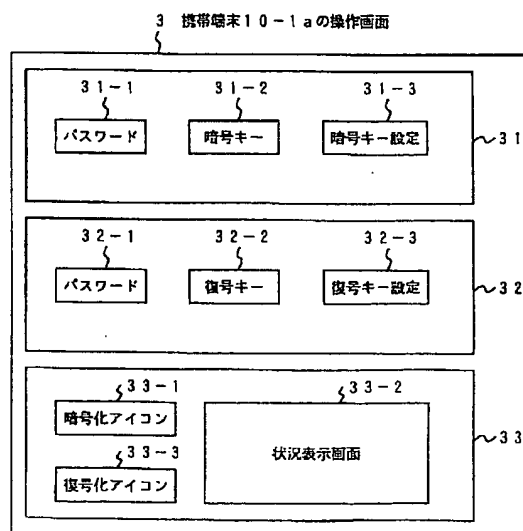 3 携帯端末10-1aの操作画面
31-1 31-2 31-3
パスワード 暗号キー 暗号キー設定
31
32-1 32-2 32-3
パスワード 復号キー 復号キー設定
32
33-1 33-2
暗号化アイコン
状況表示画面
33
33-3
復号化アイコン